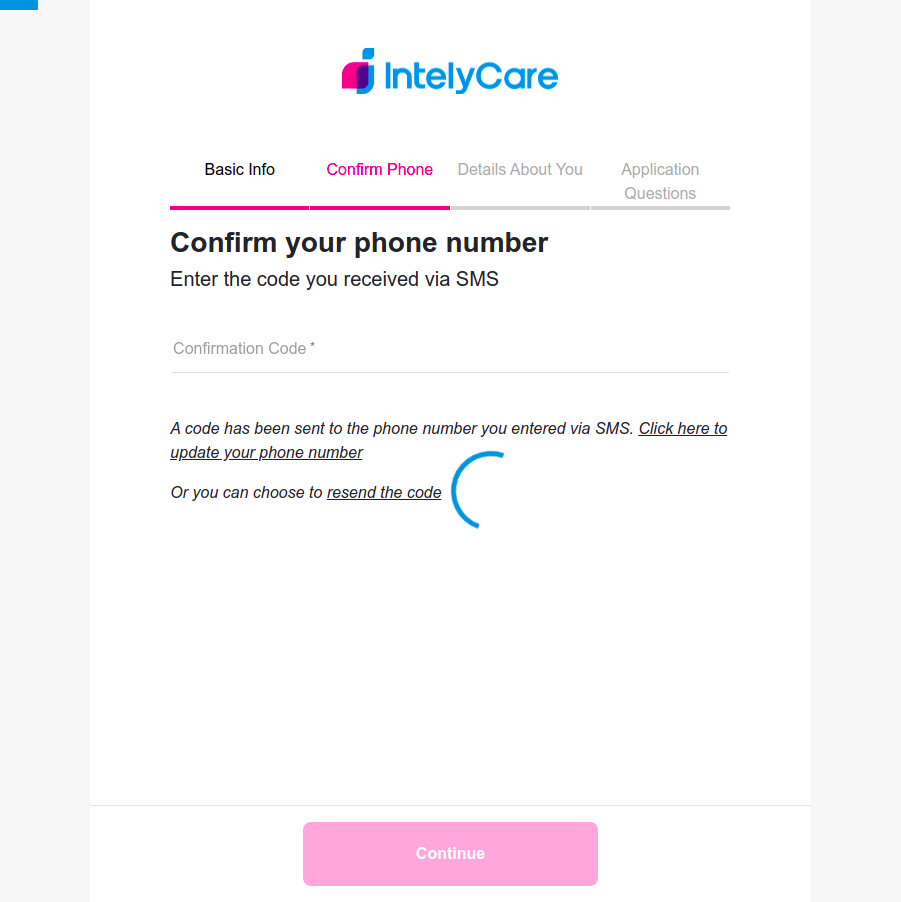 IntelyCare
Basic Info
Confirm Phone
Details About You
Application
Questions
Confirm your phone number
Enter the code you received via SMS
Confirmation Code *
A code has been sent to the phone number you entered via SMS. Click here to
update your phone number
Or you can choose to resend the code
Continue